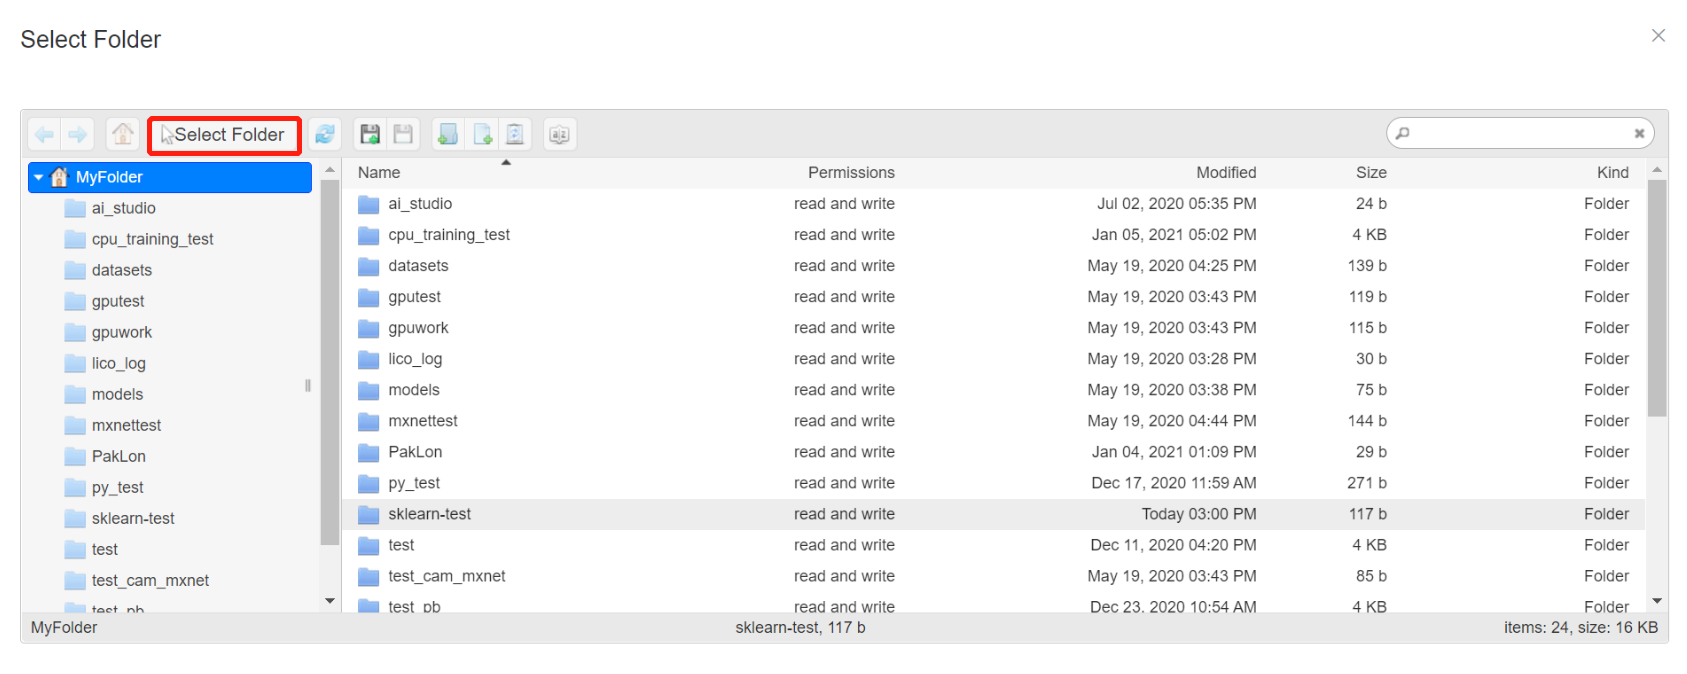 Select Folder
Select Folder
MyFolder
ai_studio
cpu_training_test
datasets
gputest
gpuwork
lico_log
models
mxnettest
PakLon
py_test
sklearn-test
test
test_cam_mxnet
test_pb
Name Permissions Modified Size Kind
ai_studio read and write Jul 02, 2020 05:35 PM 24 b Folder
cpu_training_test read and write Jan 05, 2021 05:02 PM 4 KB Folder
datasets read and write May 19, 2020 04:25 PM 139 b Folder
gputest read and write May 19, 2020 03:43 PM 119 b Folder
gpuwork read and write May 19, 2020 03:43 PM 115 b Folder
lico_log read and write May 19, 2020 03:28 PM 30 b Folder
models read and write May 19, 2020 03:38 PM 75 b Folder
mxnettest read and write May 19, 2020 04:44 PM 144 b Folder
PakLon read and write Jan 04, 2021 01:09 PM 29 b Folder
py_test read and write Dec 17, 2020 11:59 AM 271 b Folder
sklearn-test read and write Today 03:00 PM 117 b Folder
test read and write Dec 11, 2020 04:20 PM 4 KB Folder
test_cam_mxnet read and write May 19, 2020 03:43 PM 85 b Folder
test_pb read and write Dec 23, 2020 10:54 AM 4 KB Folder
MyFolder sklearn-test, 117 b items: 24, size: 16 KB